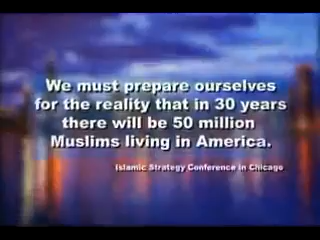 We must prepare ourselves
for the reality that in 30 years
there will be 50 million
Muslims living in America.
Islamic Strategy Conference in Chicago